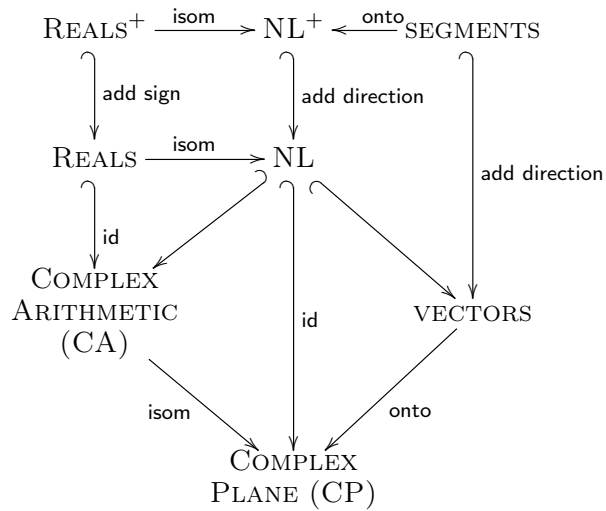 REALS⁺ isom NL⁺ onto SEGMENTS
add sign add direction
REALS isom NL
add direction
id
COMPLEX
ARITHMETIC
(CA)
VECTORS
id
isom onto
COMPLEX
PLANE (CP)